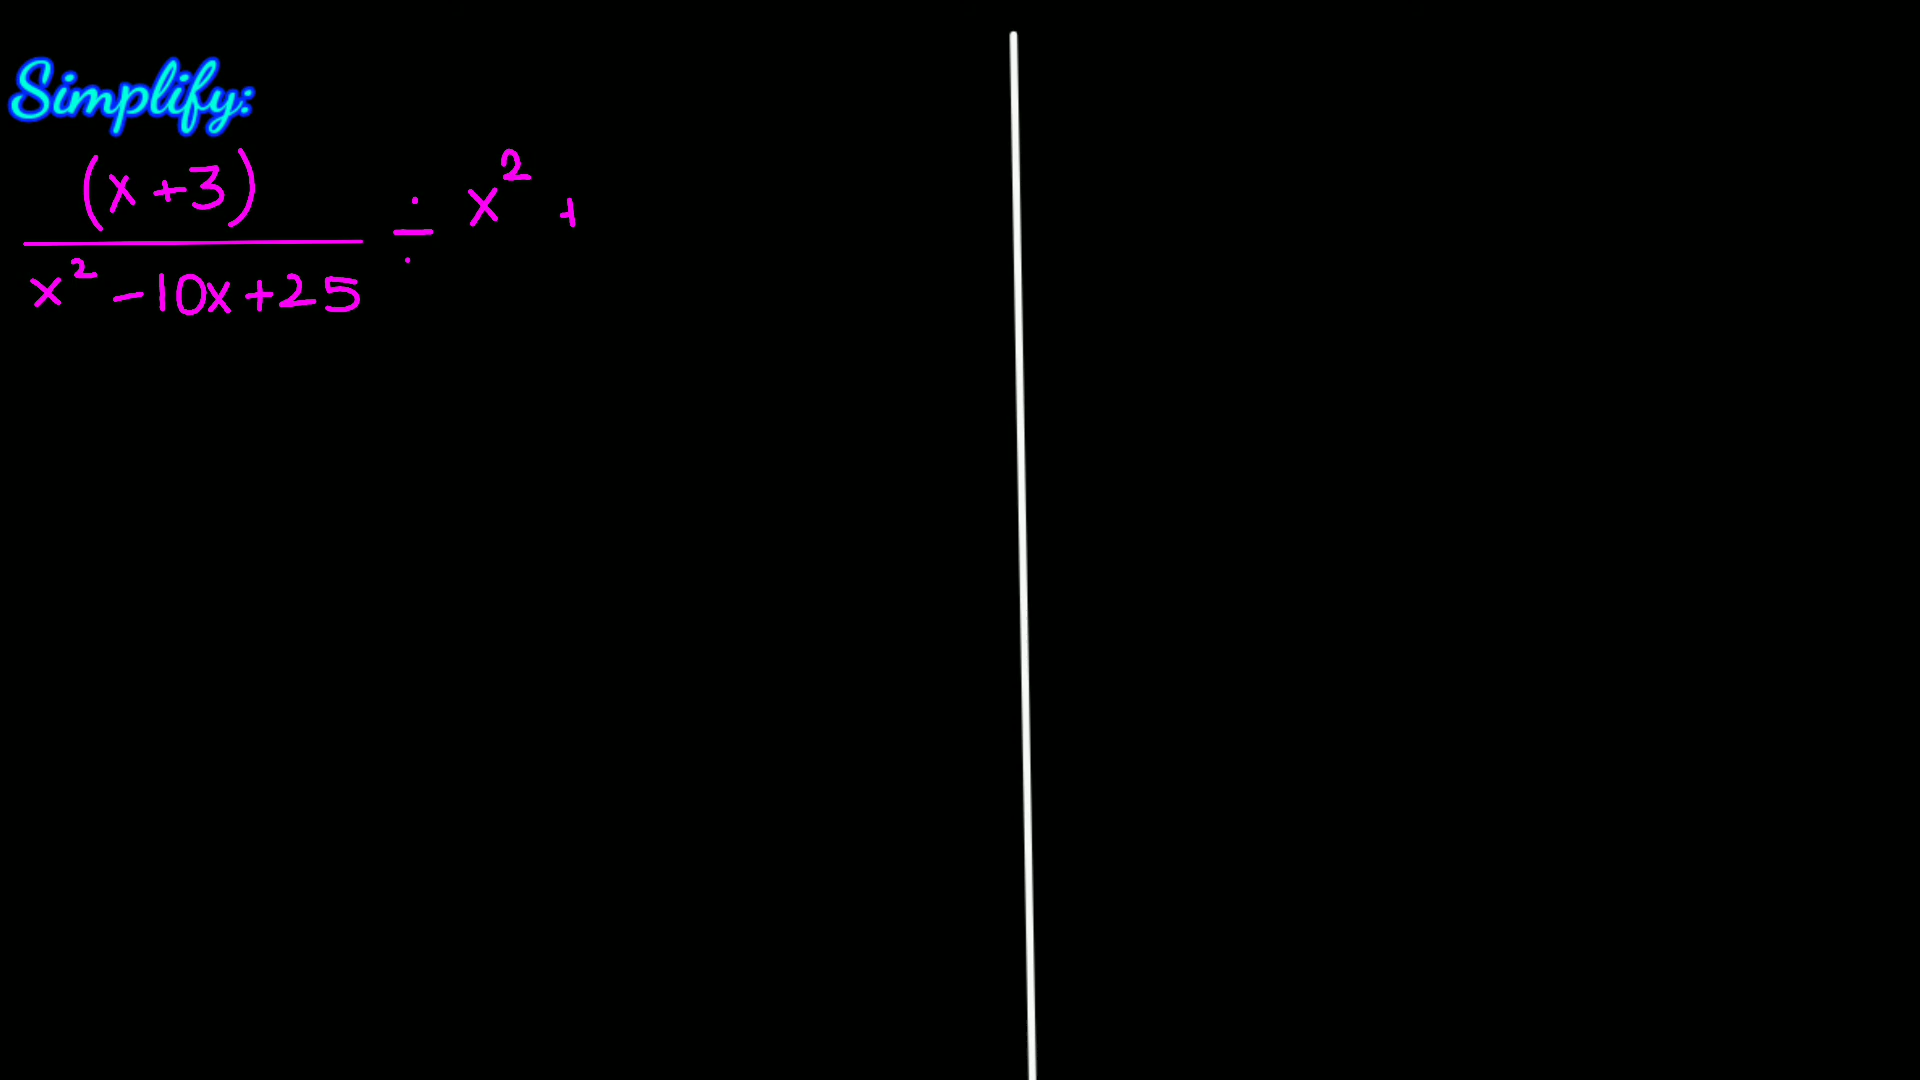 Simplify:
(x+3) ÷ x² +
x² - 10x + 25